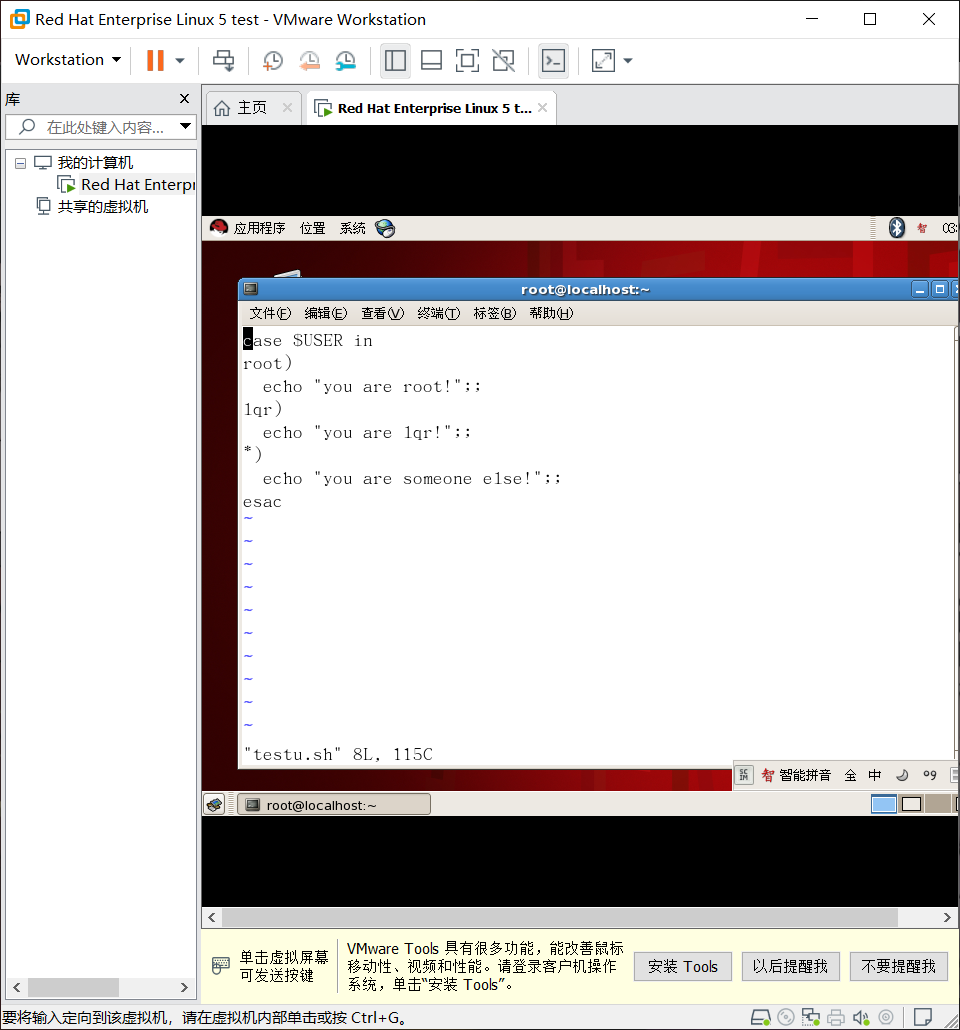 Red Hat Enterprise Linux 5 test - VMware Workstation
Workstation
库
主页
Red Hat Enterprise Linux 5 t...
在此处键入内容...
我的计算机
Red Hat Enterpr
共享的虚拟机
应用程序 位置 系统
智 03:
root@localhost:~
文件(F) 编辑(E) 查看(V) 终端(T) 标签(B) 帮助(H)
case $USER in
root)
echo "you are root!";;
lqr)
echo "you are lqr!";;
*)
echo "you are someone else!";;
esac
~
~
~
~
~
~
~
~
~
~
"testu.sh" 8L, 115C
SCIM 智 智能拼音 全 中
root@localhost:~
单击虚拟屏幕
可发送按键
VMware Tools 具有很多功能，能改善鼠标
移动性、视频和性能。请登录客户机操作
系统，单击“安装 Tools”。
安装 Tools
以后提醒我
不要提醒我
要将输入定向到该虚拟机，请在虚拟机内部单击或按 Ctrl+G。